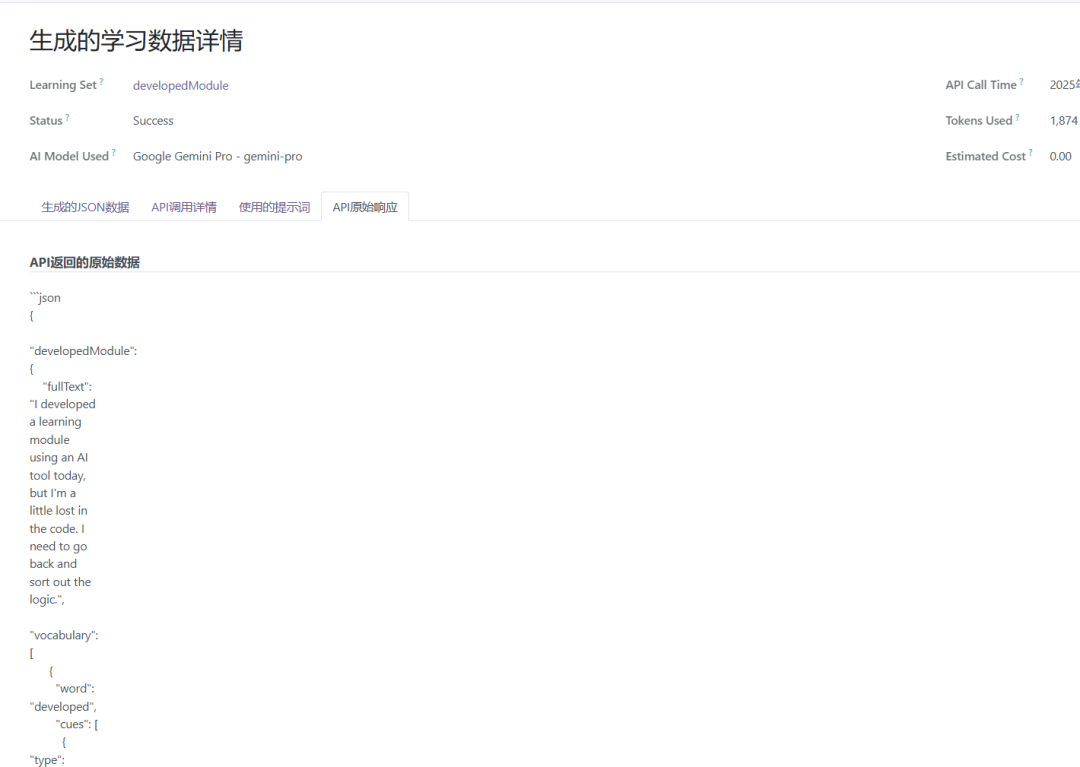 生成的学习数据详情
Learning Set ? developedModule
API Call Time ? 2025年
Status ? Success
Tokens Used ? 1,874
AI Model Used ? Google Gemini Pro - gemini-pro
Estimated Cost ? 0.00
生成的JSON数据 API调用详情 使用的提示词 API原始响应
API返回的原始数据
```json
{
"developedModule":
{
"fullText":
"I developed
a learning
module
using an AI
tool today,
but I'm a
little lost in
the code. I
need to go
back and
sort out the
logic.",
"vocabulary":
[
{
"word":
"developed",
"cues": [
{
"type":